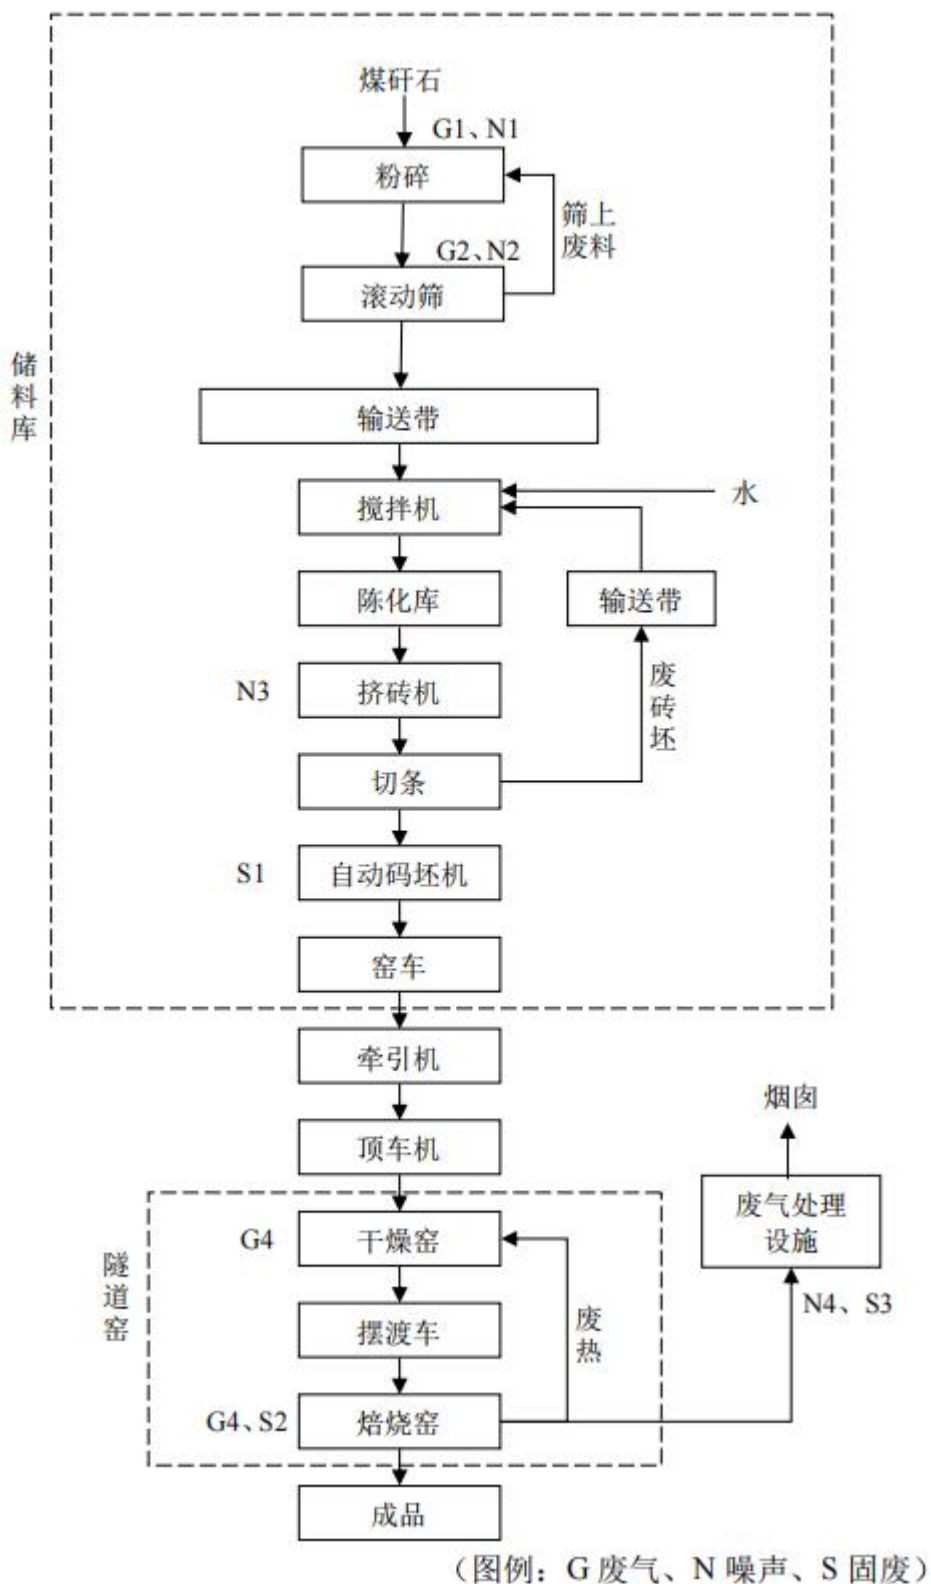 煤矸石
G1、N1
粉碎
筛上
废料
G2、N2
滚动筛
储料库
输送带
搅拌机
水
陈化库
输送带
N3
挤砖机
废砖坯
切条
S1
自动码坯机
窑车
牵引机
烟囱
顶车机
废气处理
设施
G4
干燥窑
N4、S3
隧道窑
摆渡车
废热
G4、S2
焙烧窑
成品
（图例：G 废气、N 噪声、S 固废）